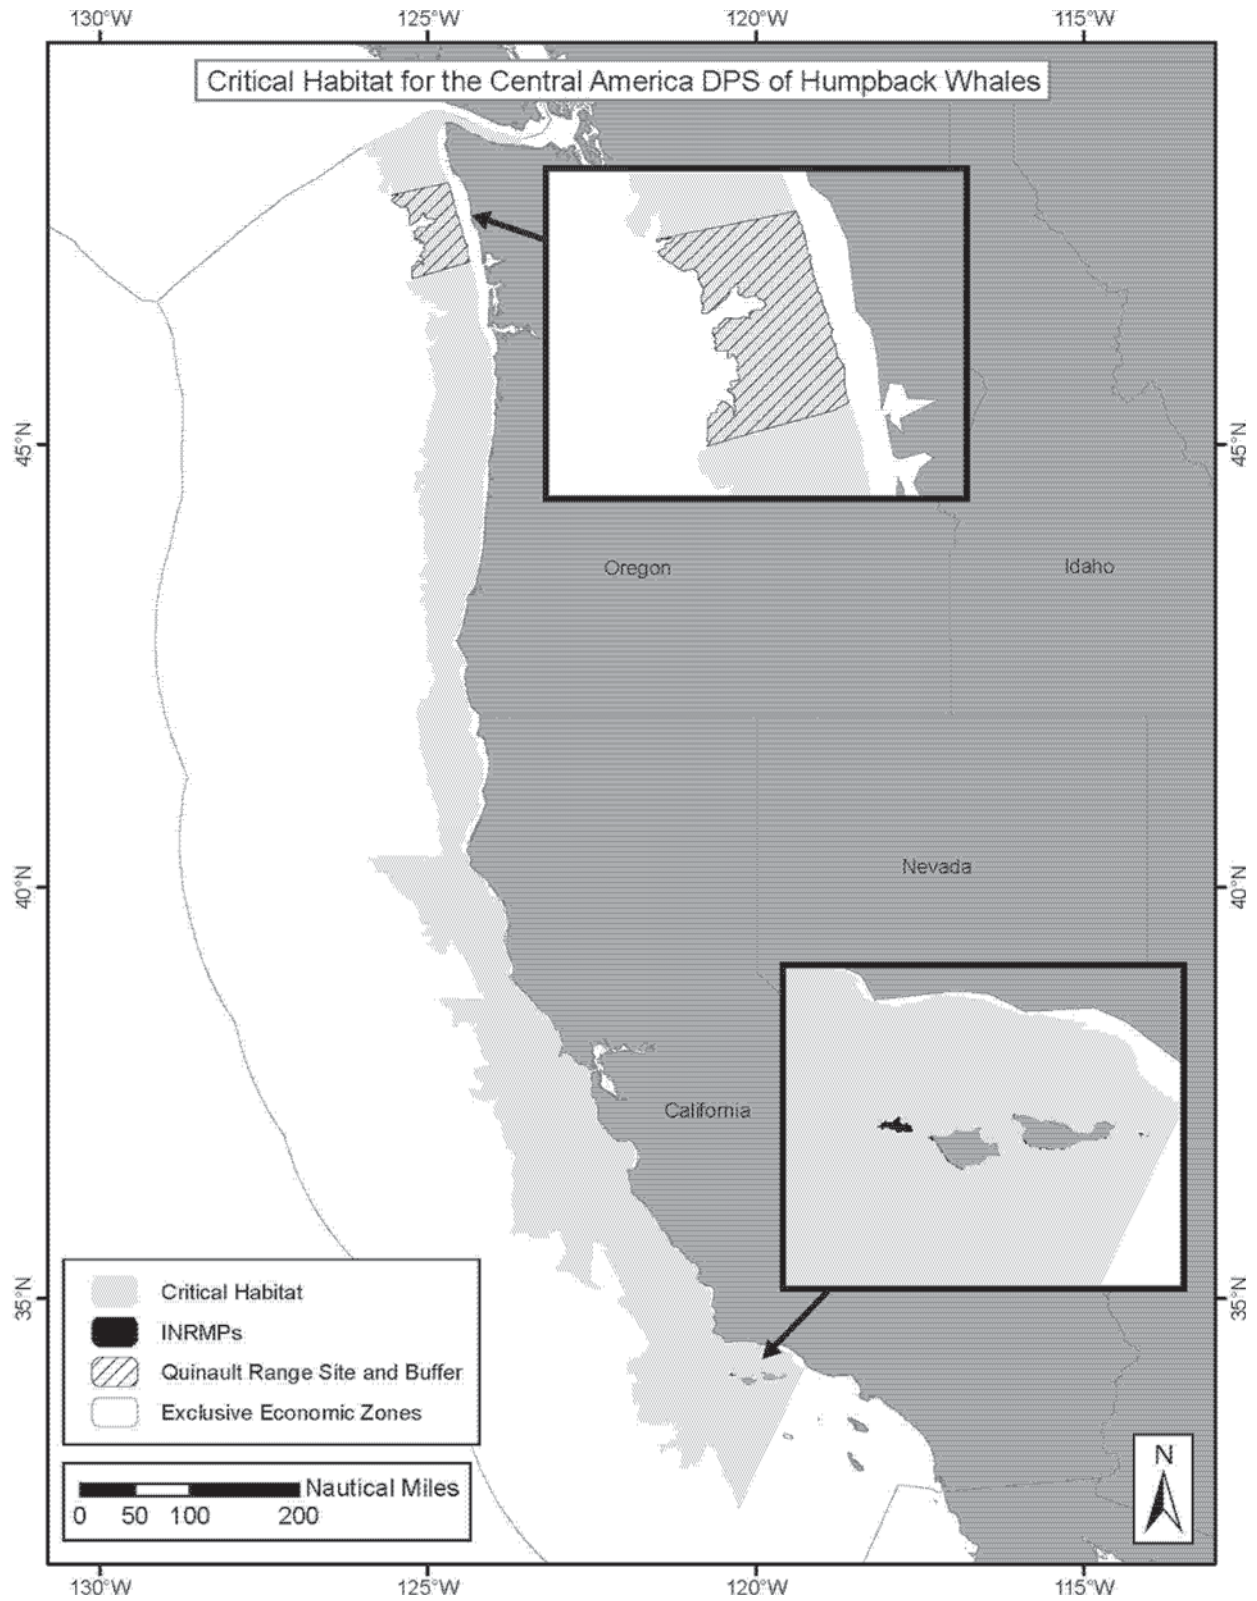 130°W 125°W 120°W 115°W
Critical Habitat for the Central America DPS of Humpback Whales
45°N 45°N
Oregon Idaho
Nevada
40°N 40°N
California
35°N 35°N
Critical Habitat
INRMPs
Quinault Range Site and Buffer
Exclusive Economic Zones
N
Nautical Miles
0 50 100 200
130°W 125°W 120°W 115°W